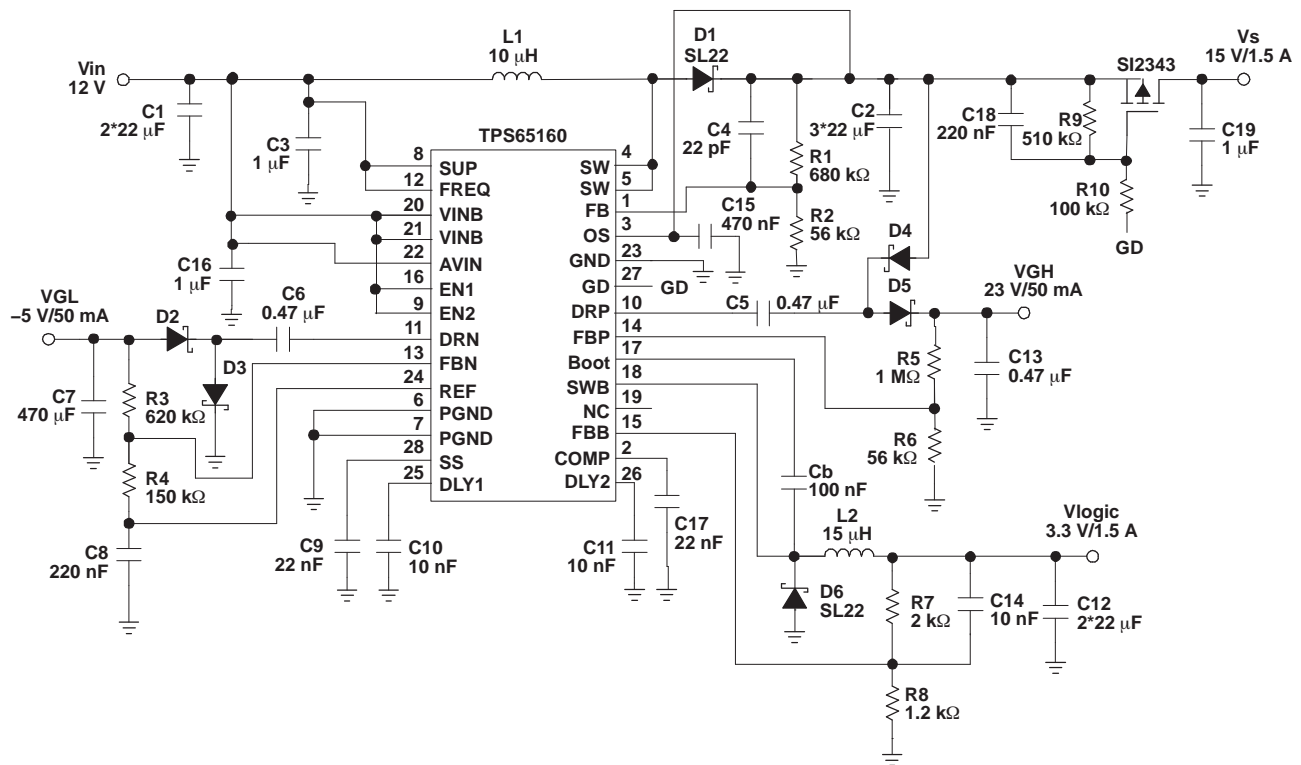 L1
10 μH
D1
SL22
Vs
15 V/1.5 A
Vin
12 V
SI2343
C1
2*22 μF
C3
1 μF
C4
22 pF
R1
680 kΩ
C2
3*22 μF
C18
220 nF
R9
510 kΩ
C19
1 μF
R10
100 kΩ
GD
TPS65160
8 SUP
12 FREQ
20 VINB
21 VINB
22 AVIN
16 EN1
9 EN2
11 DRN
13 FBN
24 REF
6 PGND
7 PGND
28 SS
25 DLY1
SW 4
SW 5
FB 1
OS 3
GND 23
GD 27 GD
DRP 10
FBP 14
Boot 17
SWB 18
NC 19
FBB 15
COMP 2
DLY2 26
C15
470 nF
R2
56 kΩ
D4
D5
VGH
23 V/50 mA
C5
0.47 μF
R5
1 MΩ
C13
0.47 μF
R6
56 kΩ
C16
1 μF
VGL
–5 V/50 mA
D2
C6
0.47 μF
D3
C7
470 μF
R3
620 kΩ
R4
150 kΩ
C8
220 nF
C9
22 nF
C10
10 nF
C11
10 nF
C17
22 nF
Cb
100 nF
L2
15 μH
Vlogic
3.3 V/1.5 A
D6
SL22
R7
2 kΩ
C14
10 nF
C12
2*22 μF
R8
1.2 kΩ